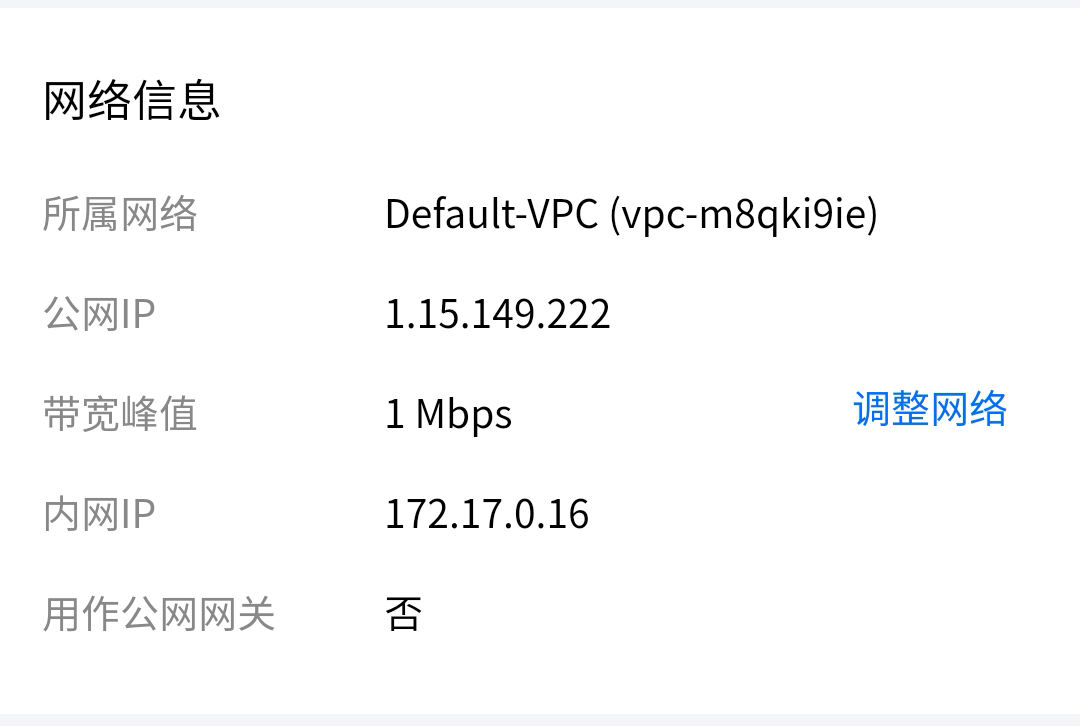 网络信息
所属网络 Default-VPC (vpc-m8qki9ie)
公网IP 1.15.149.222
带宽峰值 1 Mbps 调整网络
内网IP 172.17.0.16
用作公网网关 否